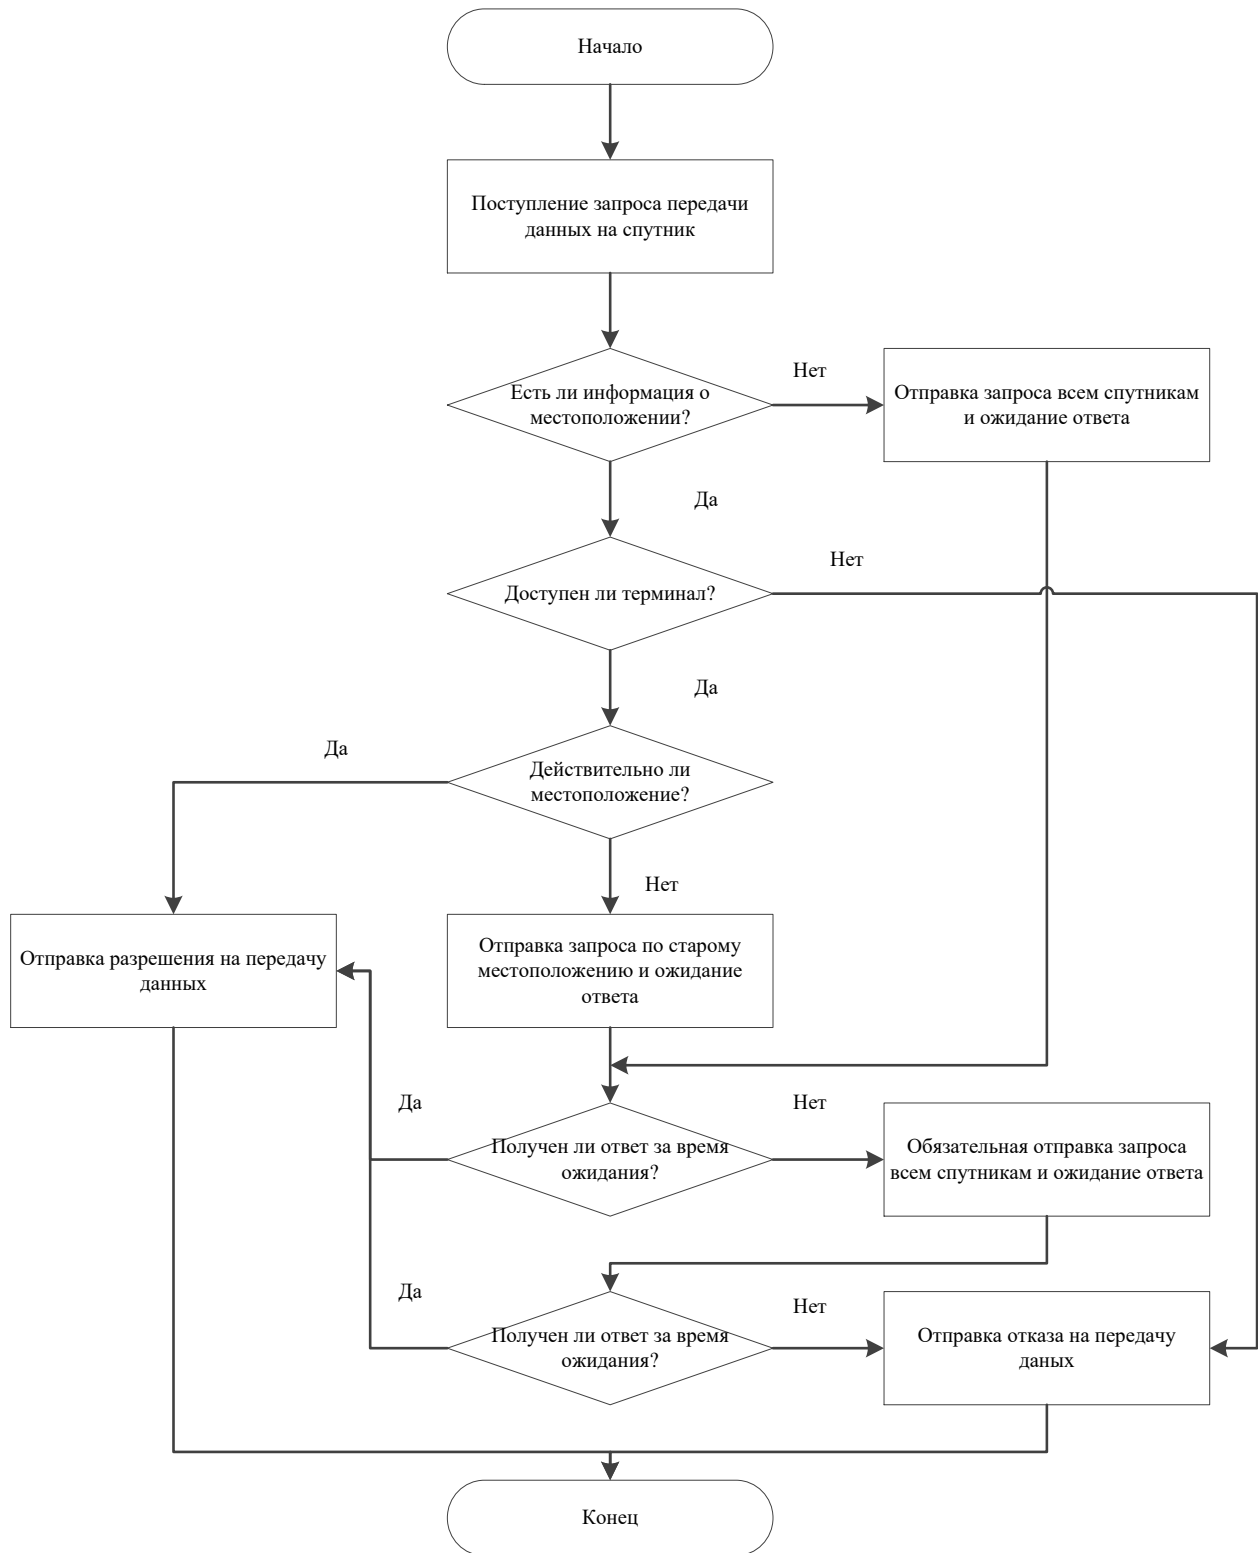 Начало
Поступление запроса передачи
данных на спутник
Есть ли информация о
местоположении?
Нет
Отправка запроса всем спутникам
и ожидание ответа
Да
Доступен ли терминал?
Нет
Да
Действительно ли
местоположение?
Да
Нет
Отправка разрешения на передачу
данных
Отправка запроса по старому
местоположению и ожидание
ответа
Да
Получен ли ответ за время
ожидания?
Нет
Обязательная отправка запроса
всем спутникам и ожидание ответа
Да
Получен ли ответ за время
ожидания?
Нет
Отправка отказа на передачу
даных
Конец